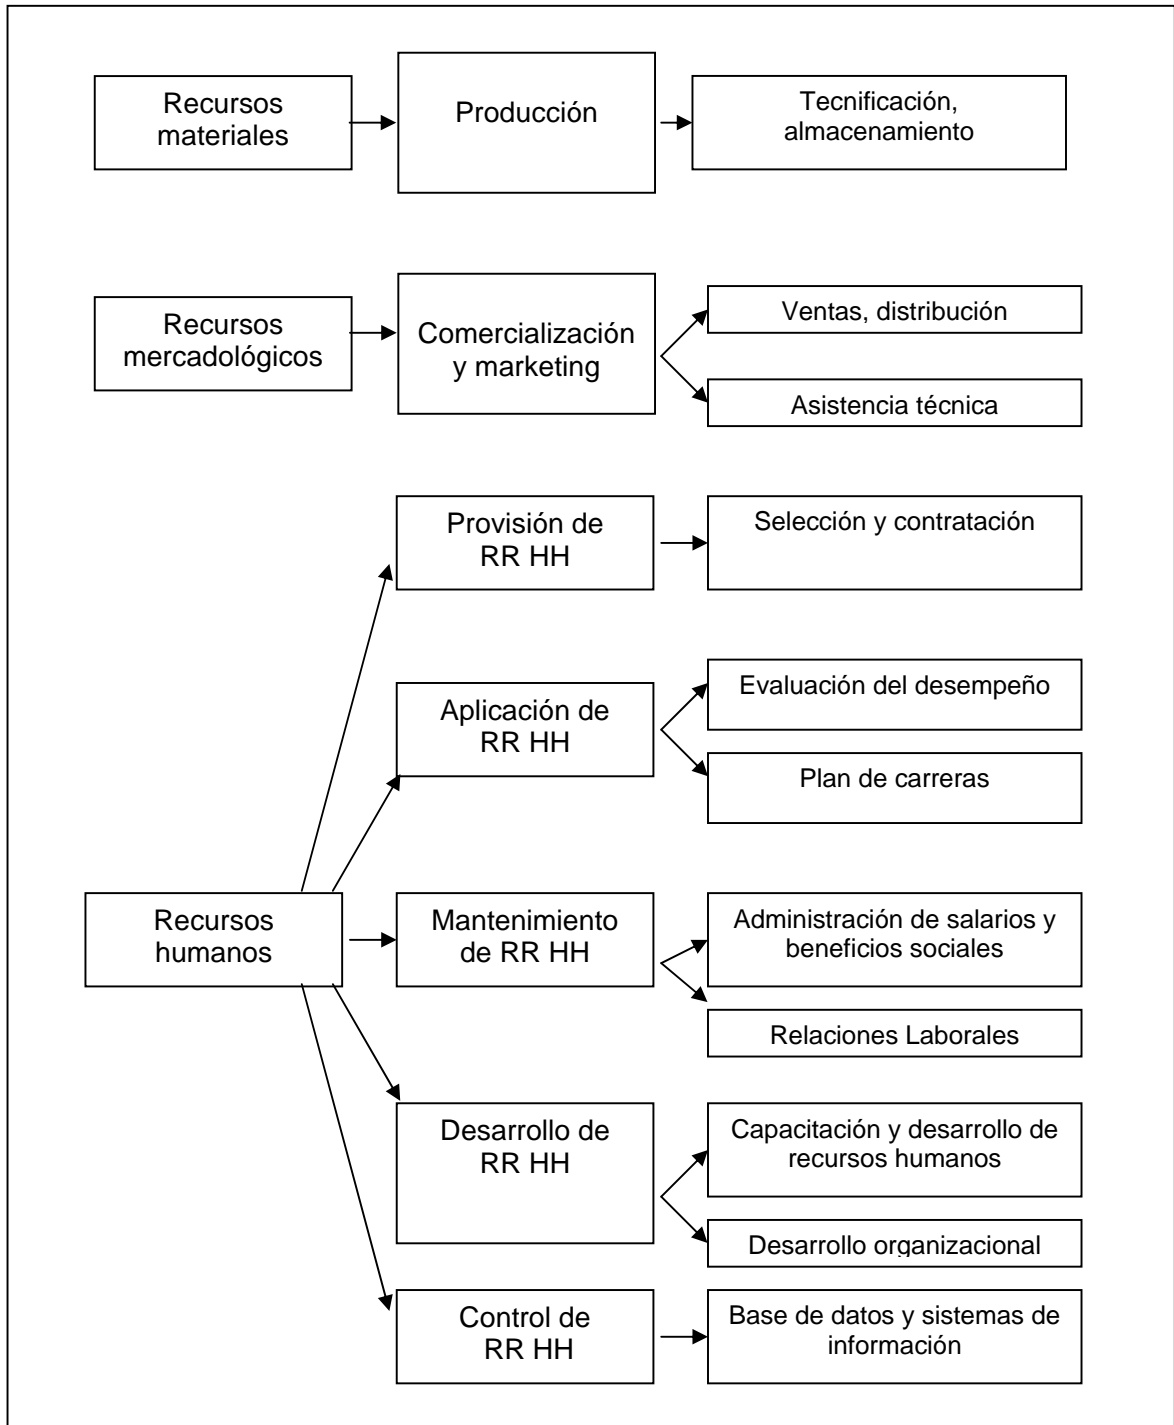 Recursos
materiales
Producción
Tecnificación,
almacenamiento
Recursos
mercadológicos
Comercialización
y marketing
Ventas, distribución
Asistencia técnica
Recursos
humanos
Provisión de
RR HH
Selección y contratación
Aplicación de
RR HH
Evaluación del desempeño
Plan de carreras
Mantenimiento
de RR HH
Administración de salarios y
beneficios sociales
Relaciones Laborales
Desarrollo de
RR HH
Capacitación y desarrollo de
recursos humanos
Desarrollo organizacional
Control de
RR HH
Base de datos y sistemas de
información